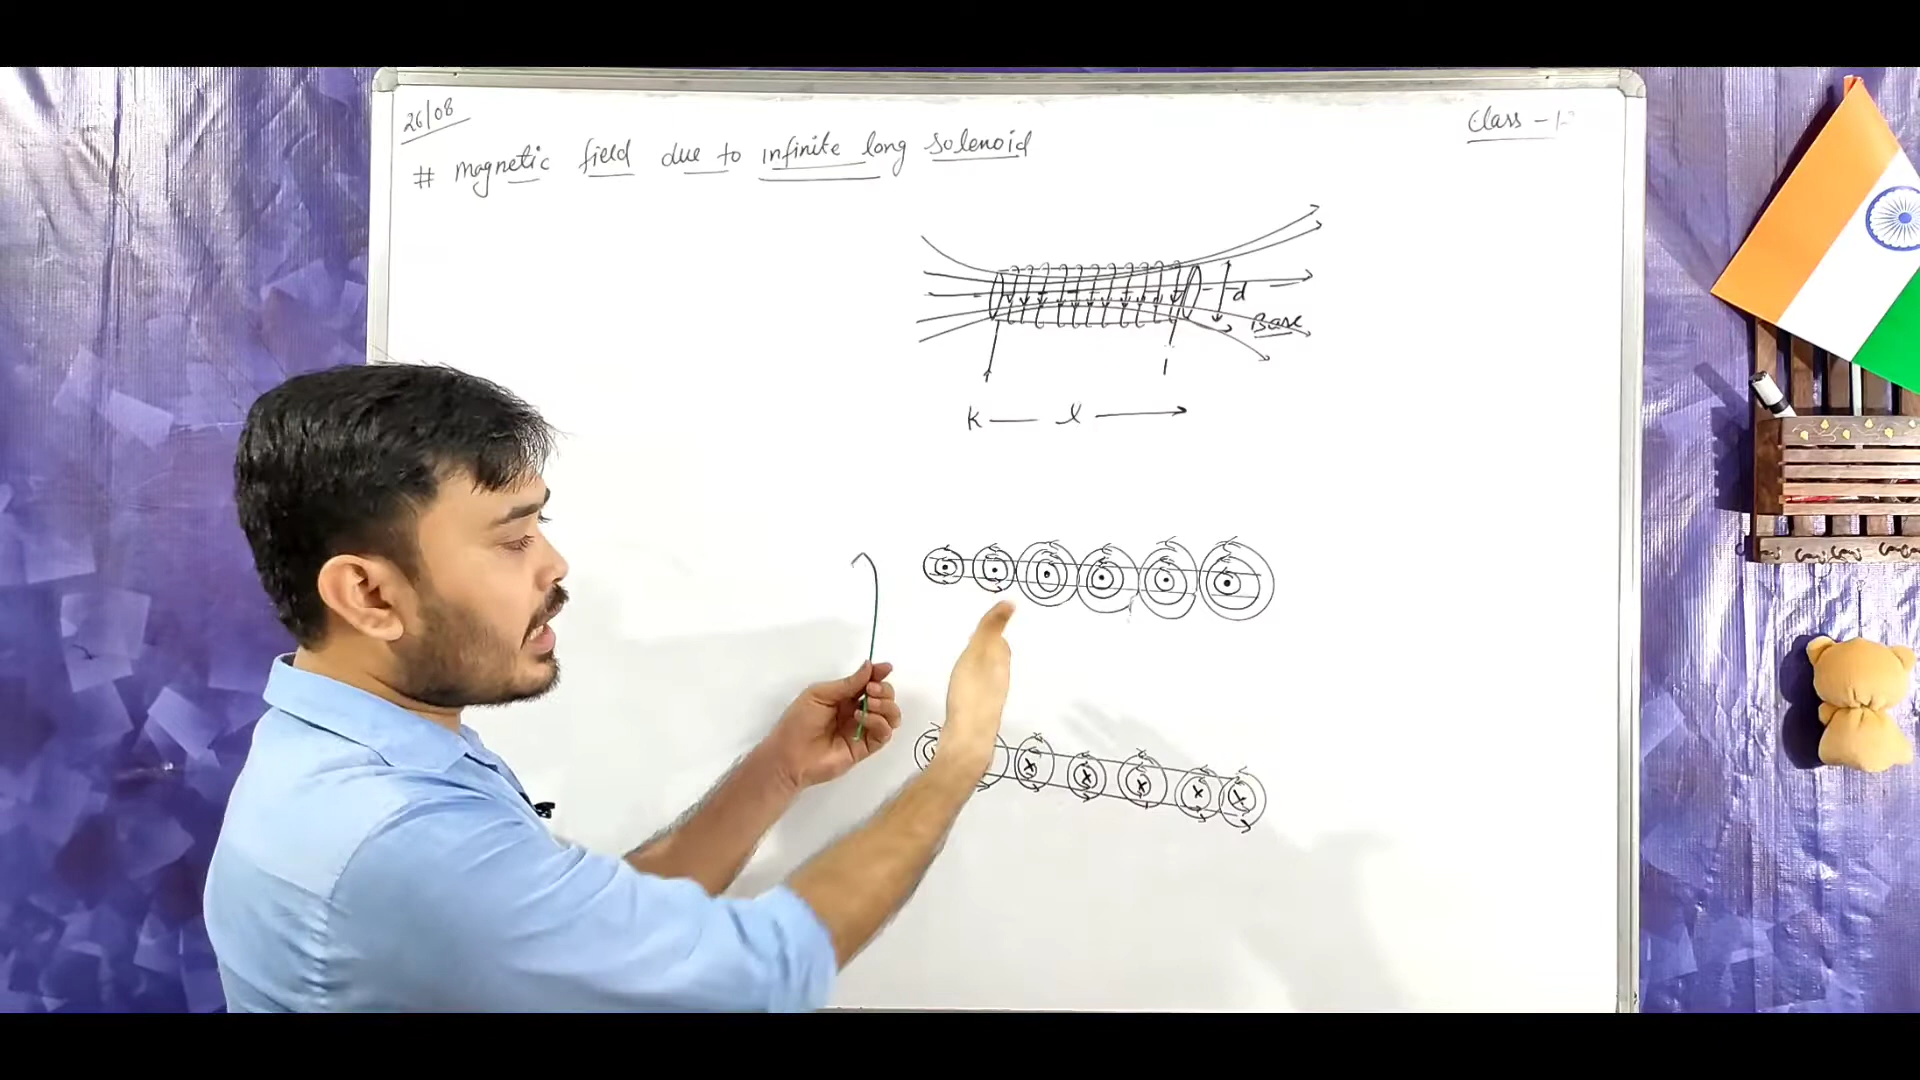 26/08
Class - 12
# magnetic field due to infinite long solenoid
d
Base
l